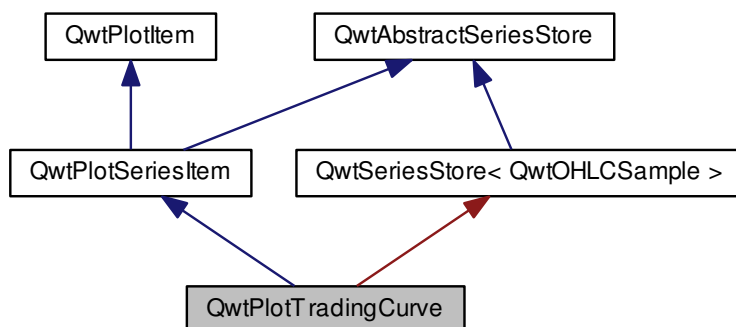 QwtPlotItem
QwtAbstractSeriesStore
QwtPlotSeriesItem
QwtSeriesStore< QwtOHLCSample >
QwtPlotTradingCurve